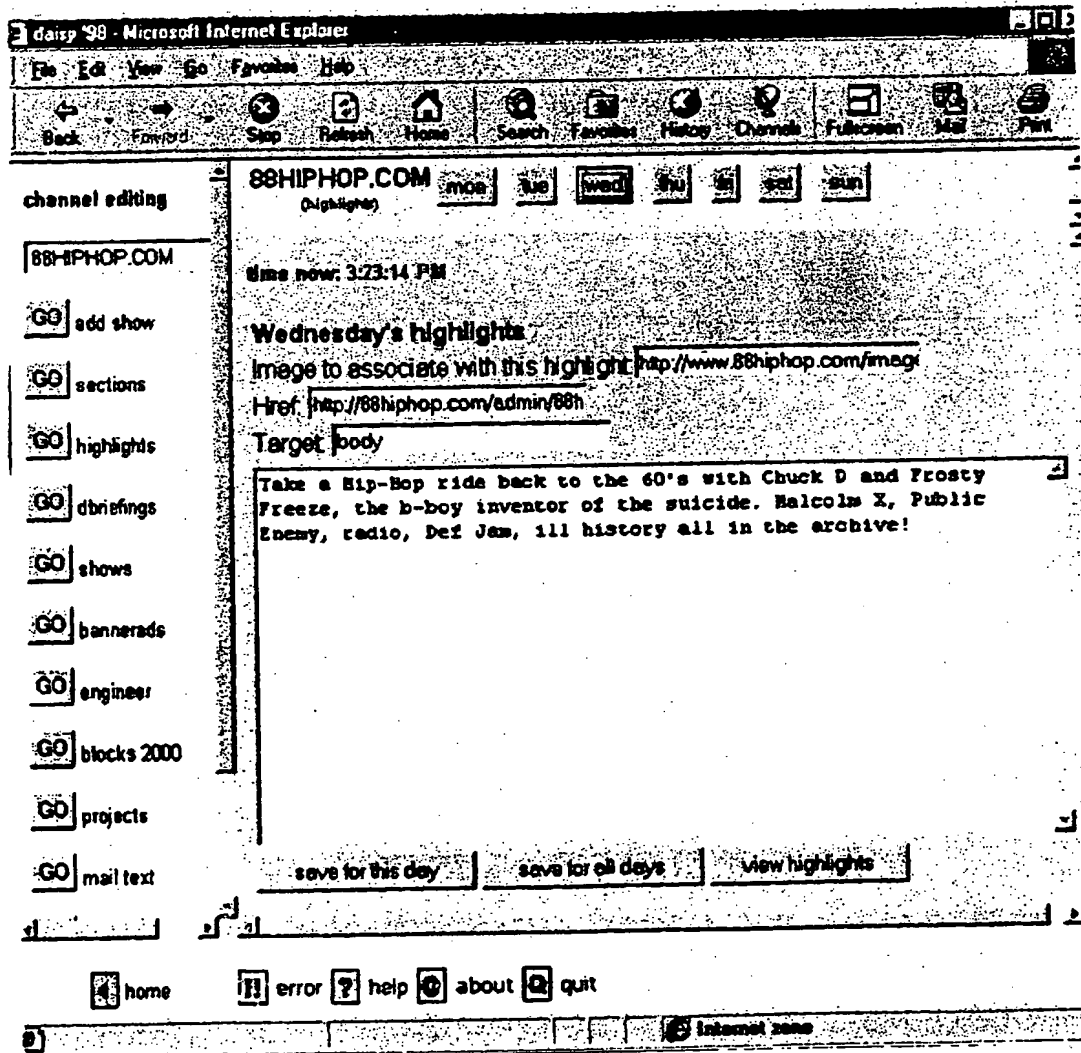 daisy '98 - Microsoft Internet Explorer
File Edit View Go Favorites Help
Back Forward Stop Refresh Home Search Favorites History Channels Fullscreen Mail Print
channel editing
88HIPHOP.COM
GO add show
GO sections
GO highlights
GO dbriefings
GO shows
GO bannerads
GO engineer
GO blocks 2000
GO projects
GO mail text
88HIPHOP.COM mon tue wed thu fri sat sun
(highlights)
time now: 3:23:14 PM
Wednesday's highlights
Image to associate with this highlight: http://www.88hiphop.com/image
Href: http://88hiphop.com/admin/88h
Target: body
Take a Hip-Hop ride back to the 60's with Chuck D and Frosty
Freeze, the b-boy inventor of the suicide. Malcolm X, Public
Enemy, radio, Def Jam, ill history all in the archive!
save for this day save for all days view highlights
home !! error ? help © about Q quit
Internet zone